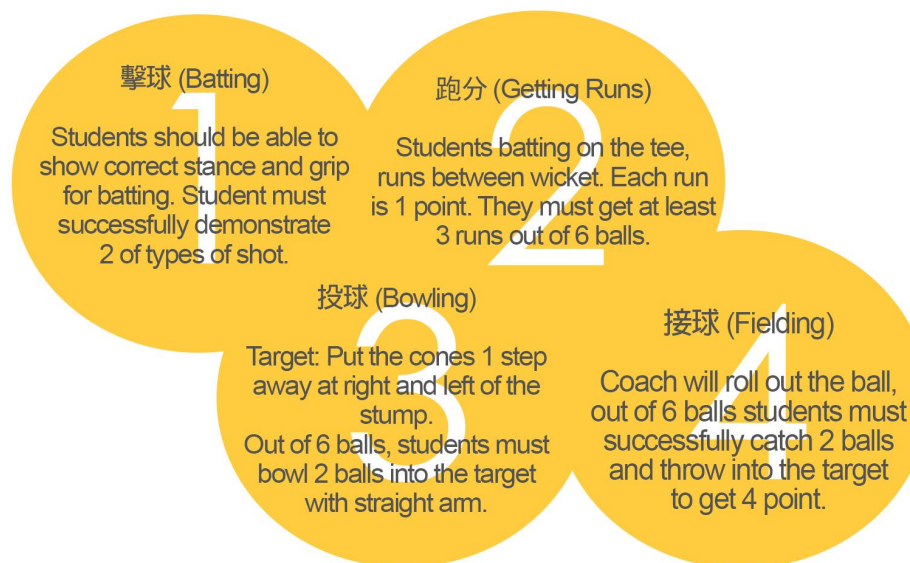 1
擊球 (Batting)
Students should be able to
show correct stance and grip
for batting. Student must
successfully demonstrate
2 of types of shot.
2
跑分 (Getting Runs)
Students batting on the tee,
runs between wicket. Each run
is 1 point. They must get at least
3 runs out of 6 balls.
3
投球 (Bowling)
Target: Put the cones 1 step
away at right and left of the
stump.
Out of 6 balls, students must
bowl 2 balls into the target
with straight arm.
4
接球 (Fielding)
Coach will roll out the ball,
out of 6 balls students must
successfully catch 2 balls
and throw into the target
to get 4 point.